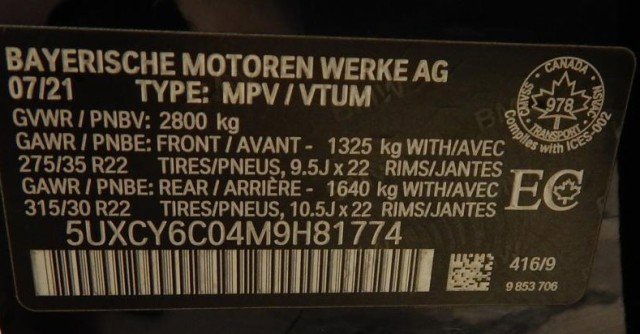 BAYERISCHE MOTOREN WERKE AG
07/21 TYPE: MPV / VTUM
GVWR / PNBV: 2800 kg
GAWR / PNBE: FRONT / AVANT - 1325 kg WITH/AVEC
275/35 R22 TIRES/PNEUS, 9.5J x 22 RIMS/JANTES
GAWR / PNBE: REAR / ARRIÈRE - 1640 kg WITH/AVEC
315/30 R22 TIRES/PNEUS, 10.5J x 22 RIMS/JANTES
5UXCY6C04M9H81774
CANADA
978
TRANSPORT
Complies with ICES-002
EC
416/9
9 853 706